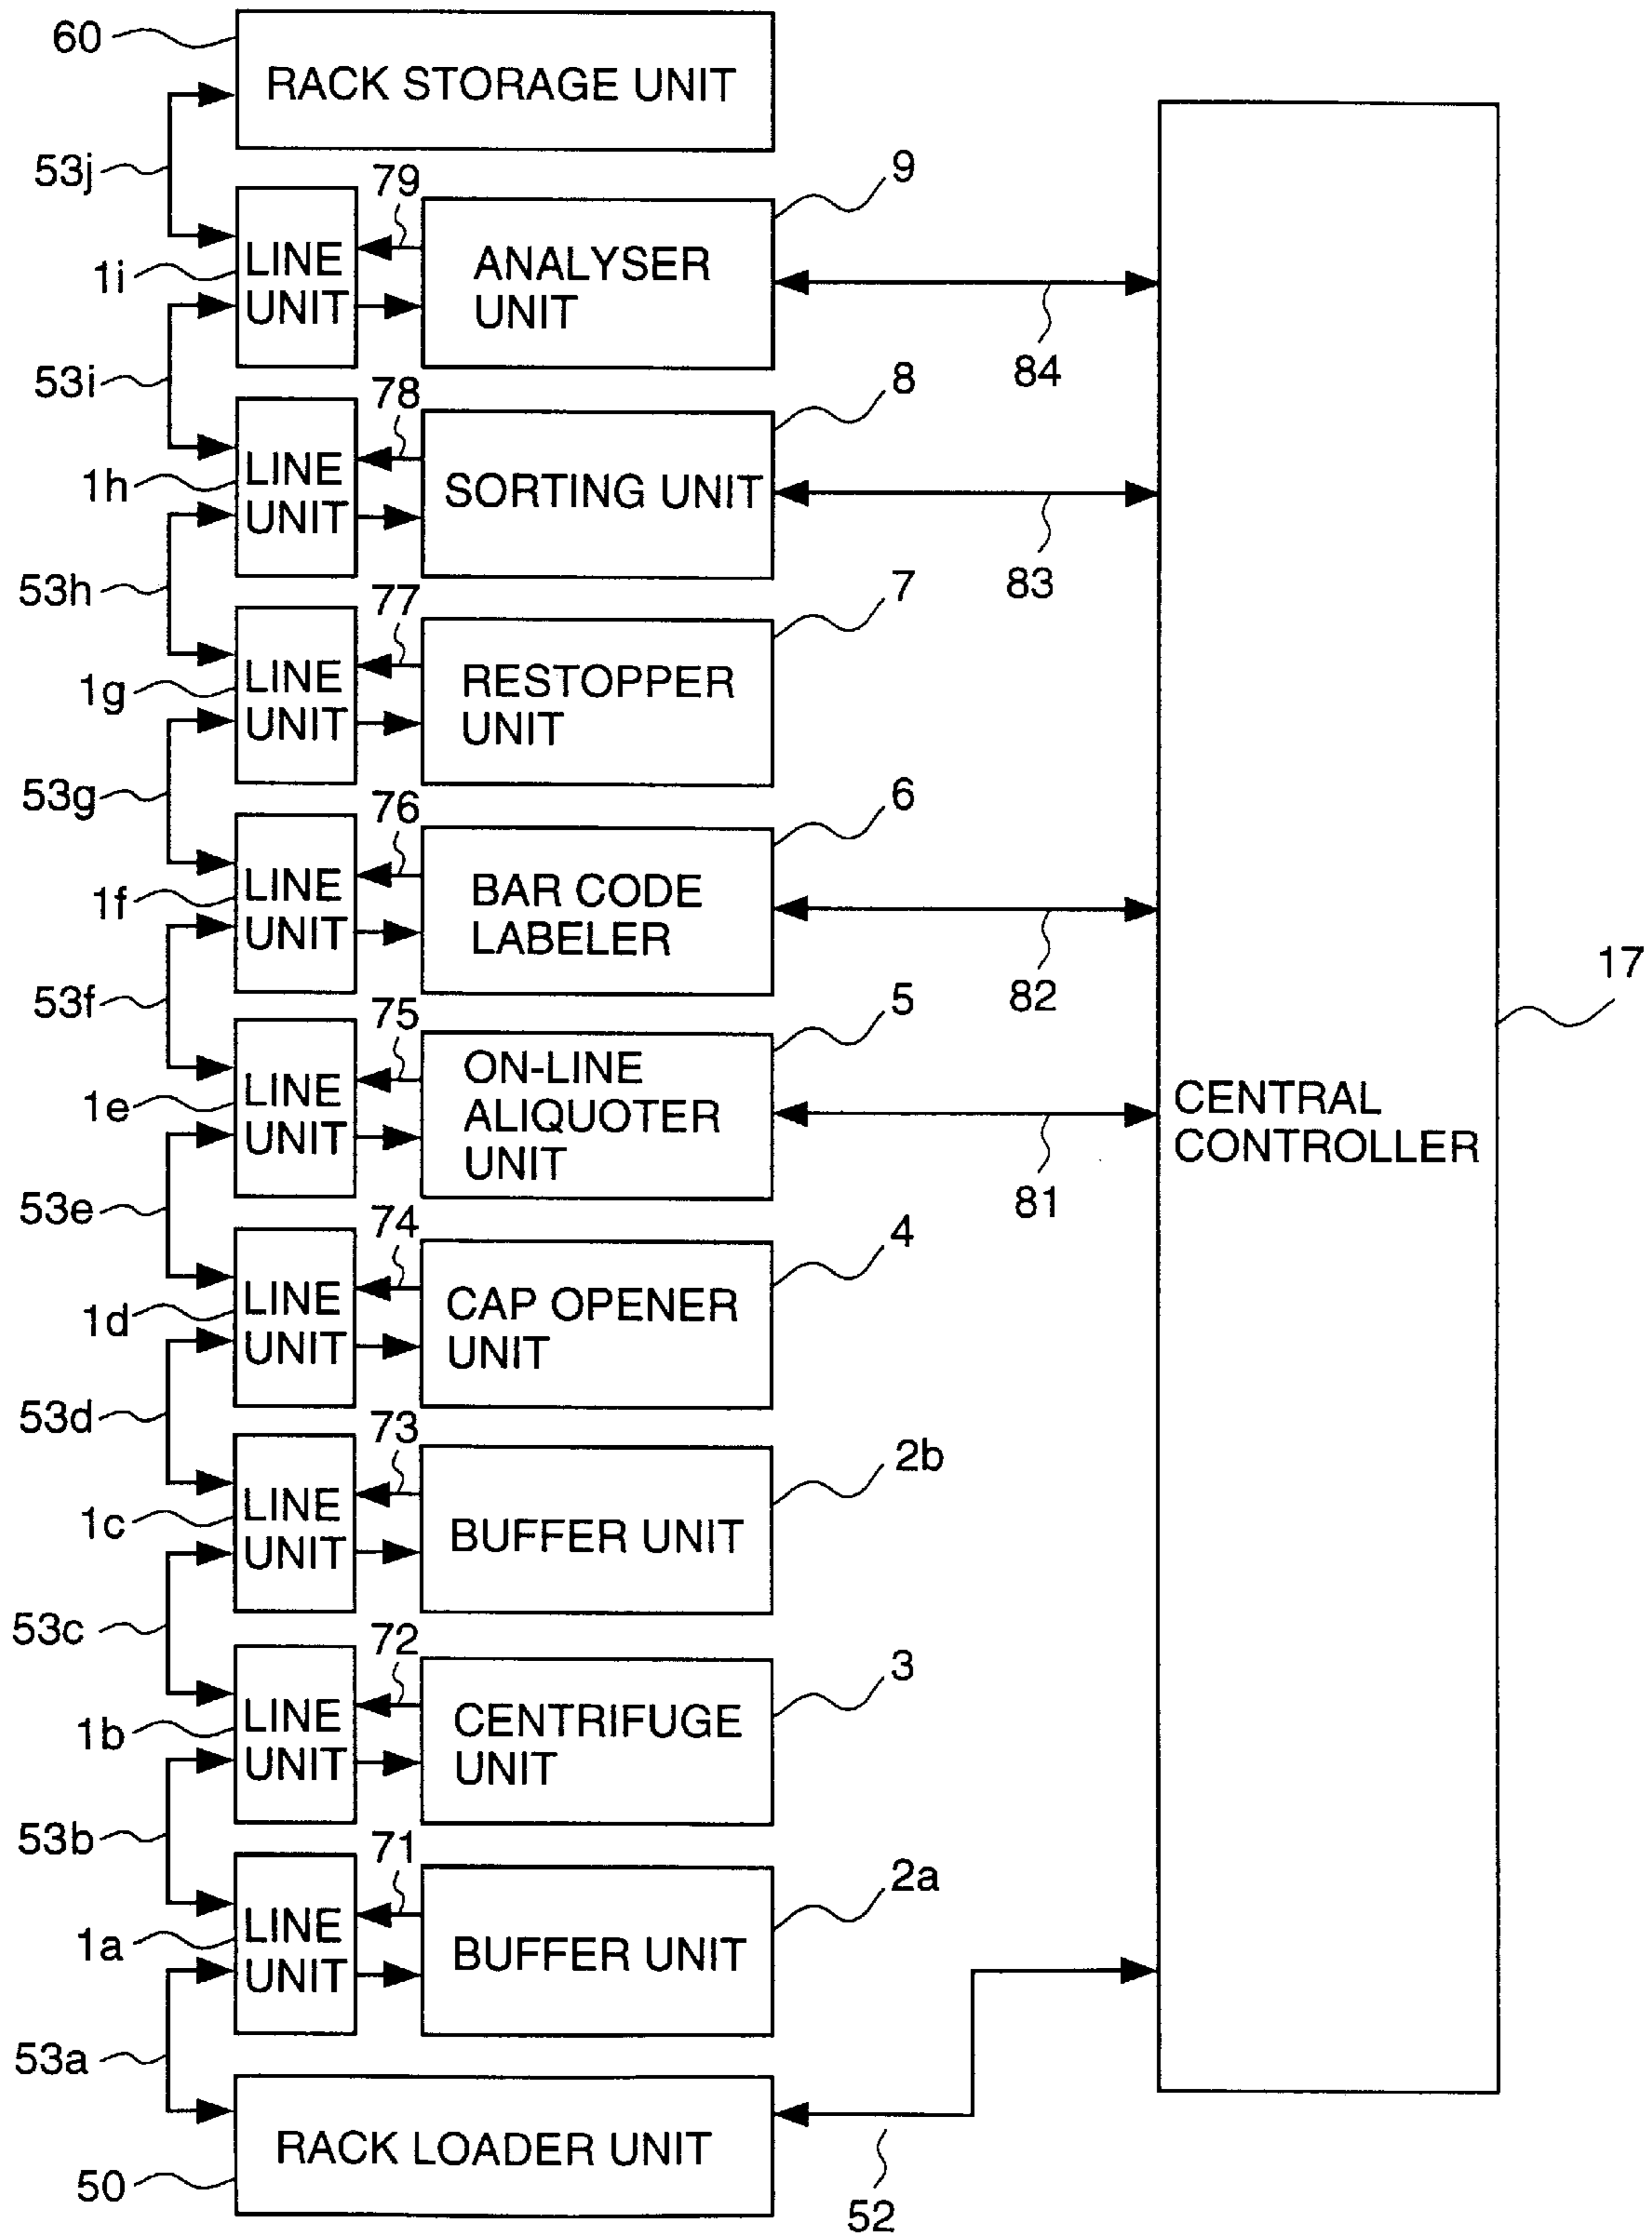 60
RACK STORAGE UNIT
53j
79
9
1i
LINE
UNIT
ANALYSER
UNIT
84
53i
78
8
1h
LINE
UNIT
SORTING UNIT
83
53h
77
7
1g
LINE
UNIT
RESTOPPER
UNIT
53g
76
6
1f
LINE
UNIT
BAR CODE
LABELER
82
17
53f
75
5
1e
LINE
UNIT
ON-LINE
ALIQUOTER
UNIT
CENTRAL
CONTROLLER
81
53e
74
4
1d
LINE
UNIT
CAP OPENER
UNIT
53d
73
2b
1c
LINE
UNIT
BUFFER UNIT
53c
72
3
1b
LINE
UNIT
CENTRIFUGE
UNIT
53b
71
2a
1a
LINE
UNIT
BUFFER UNIT
53a
RACK LOADER UNIT
50
52